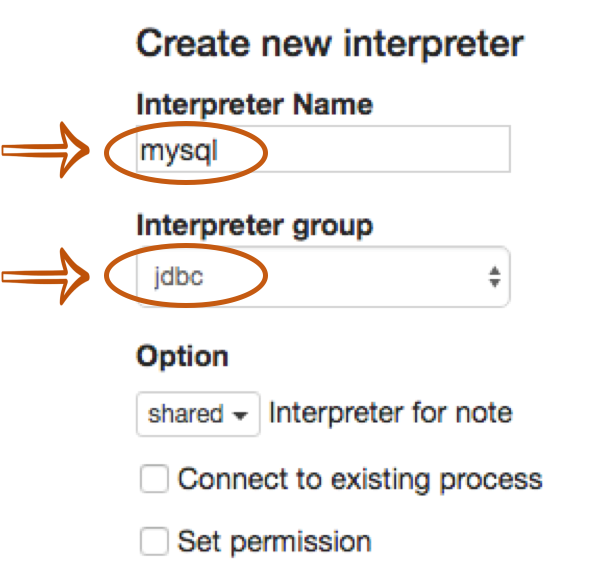 Create new interpreter
Interpreter Name
mysql
Interpreter group
jdbc
Option
shared Interpreter for note
Connect to existing process
Set permission